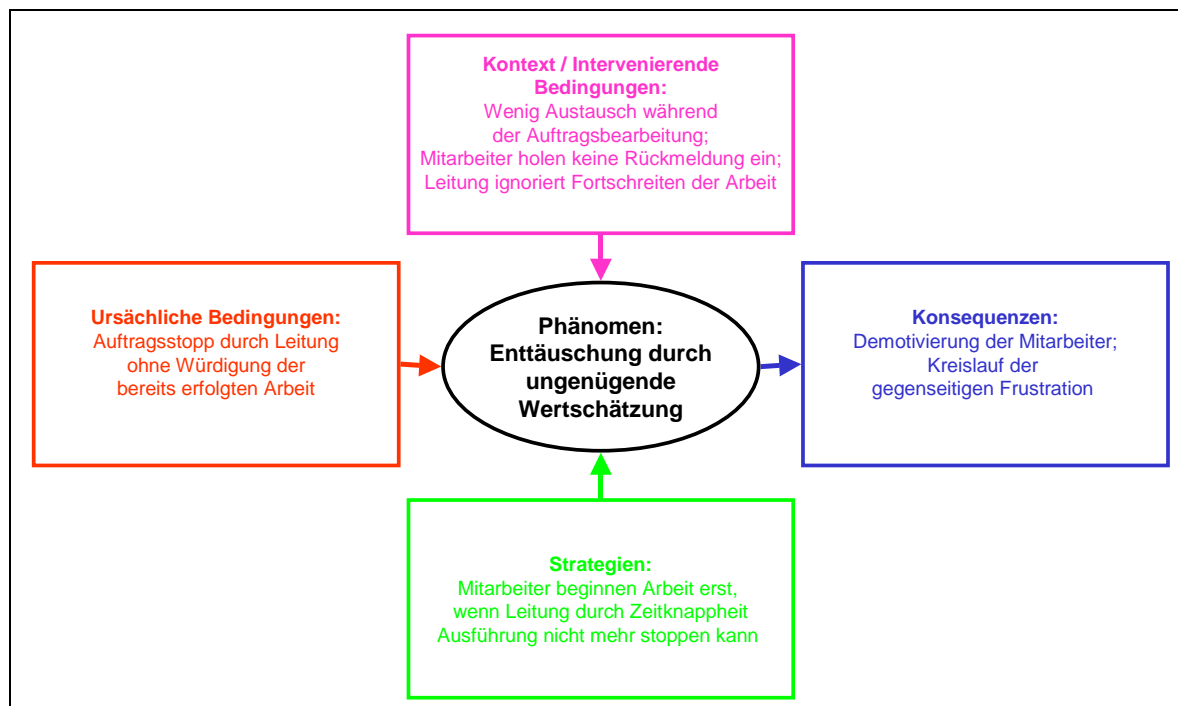 Kontext / Intervenierende
Bedingungen:
Wenig Austausch während
der Auftragsbearbeitung;
Mitarbeiter holen keine Rückmeldung ein;
Leitung ignoriert Fortschreiten der Arbeit
Ursächliche Bedingungen:
Auftragsstopp durch Leitung
ohne Würdigung der
bereits erfolgten Arbeit
Phänomen:
Enttäuschung durch
ungenügende
Wertschätzung
Konsequenzen:
Demotivierung der Mitarbeiter;
Kreislauf der
gegenseitigen Frustration
Strategien:
Mitarbeiter beginnen Arbeit erst,
wenn Leitung durch Zeitknappheit
Ausführung nicht mehr stoppen kann